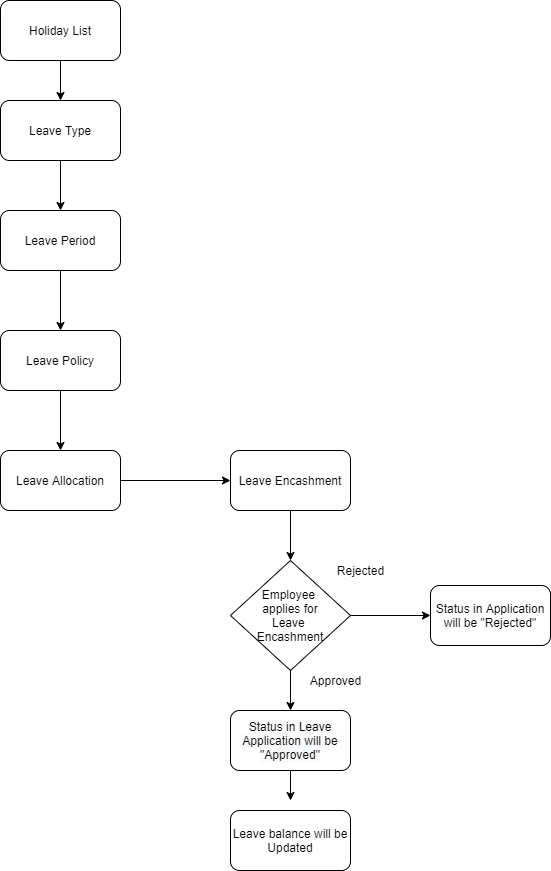 Holiday List
Leave Type
Leave Period
Leave Policy
Leave Allocation
Leave Encashment
Rejected
Employee
applies for
Leave
Encashment
Status in Application
will be "Rejected"
Approved
Status in Leave
Application will be
"Approved"
Leave balance will be
Updated